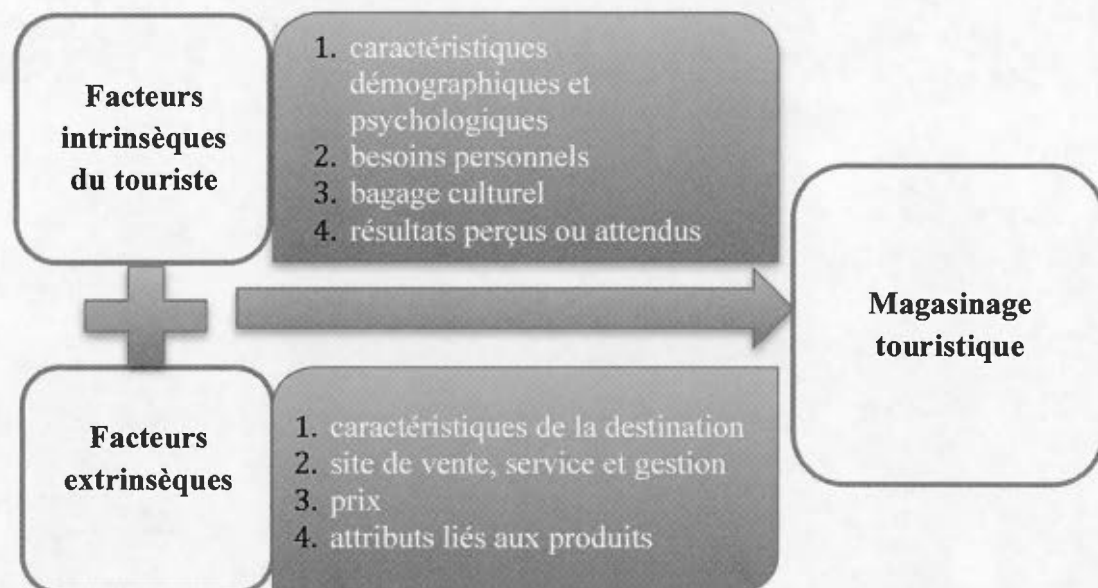 Facteurs
intrinsèques
du touriste
1. caractéristiques
démographiques et
psychologiques
2. besoins personnels
3. bagage culturel
4. résultats perçus ou attendus
Magasinage
touristique
Facteurs
extrinsèques
1. caractéristiques de la destination
2. site de vente, service et gestion
3. prix
4. attributs liés aux produits